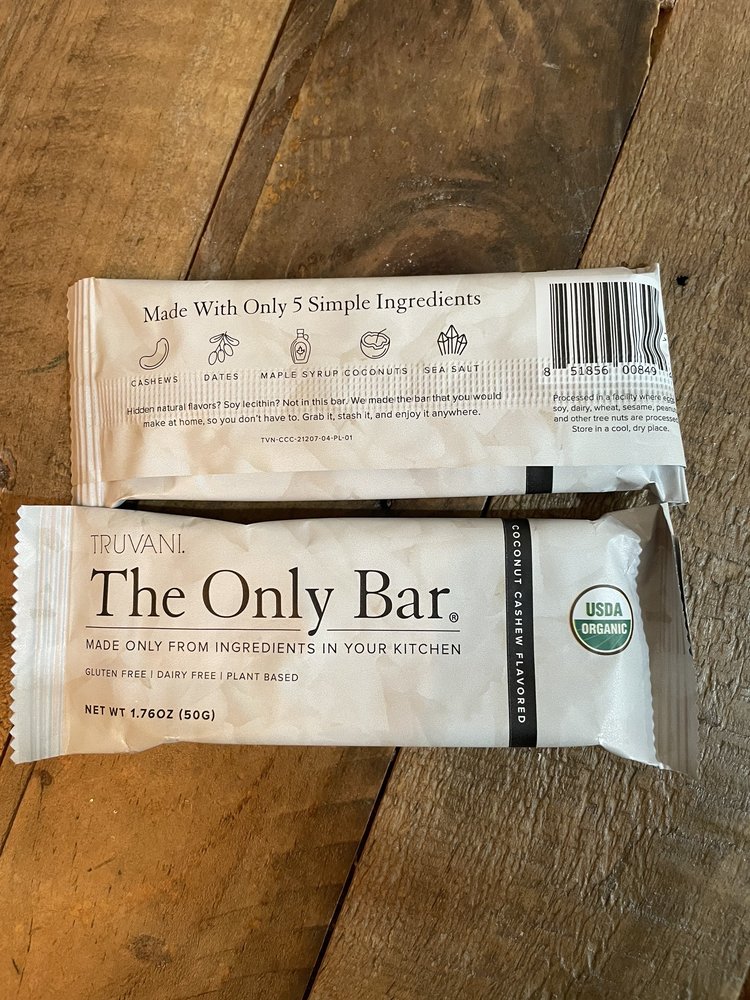 Made With Only 5 Simple Ingredients
CASHEWS
DATES
MAPLE SYRUP
COCONUTS
SEA SALT
Hidden natural flavors? Soy lecithin? Not in this bar. We made the bar that you would
make at home, so you don't have to. Grab it, stash it, and enjoy it anywhere.
TVN-CCC-21207-04-PL-01
8 51856 00849
Processed in a facility where
soy, dairy, wheat, sesame,
and other tree nuts are
Store in a cool, dry place.
TRUVANI.
The Only Bar®
MADE ONLY FROM INGREDIENTS IN YOUR KITCHEN
GLUTEN FREE | DAIRY FREE | PLANT BASED
NET WT 1.76OZ (50G)
COCONUT CASHEW FLAVORED
USDA
ORGANIC